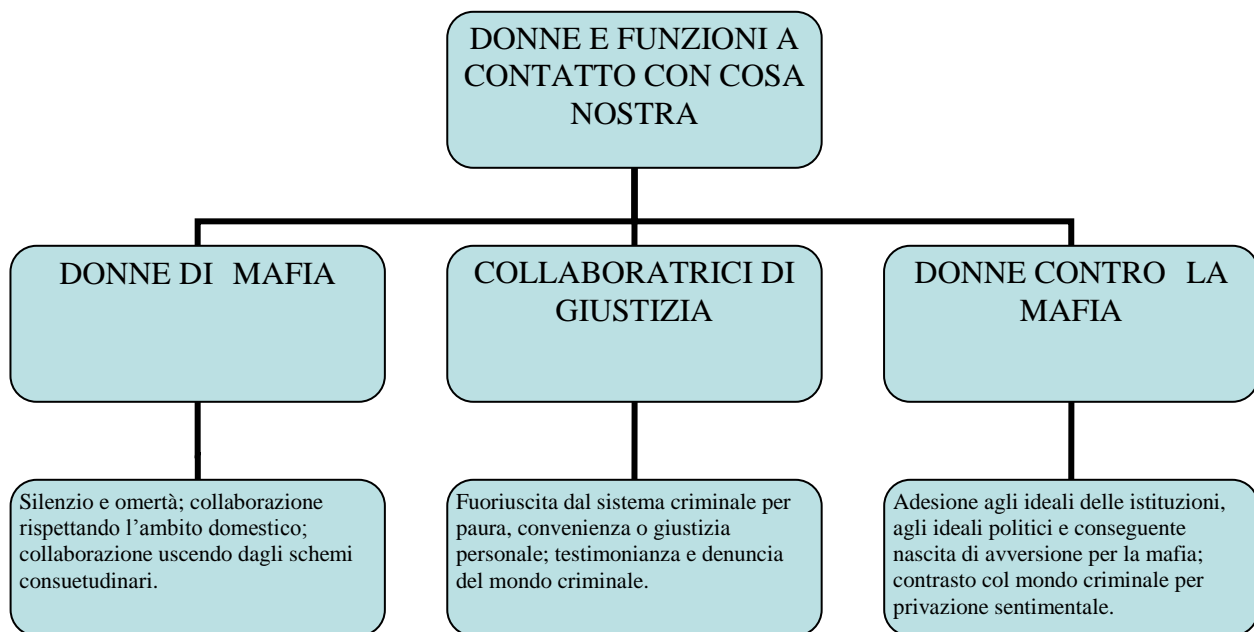 DONNE E FUNZIONI A
CONTATTO CON COSA
NOSTRA
DONNE DI MAFIA
COLLABORATRICI DI
GIUSTIZIA
DONNE CONTRO LA
MAFIA
Silenzio e omertà; collaborazione
rispettando l’ambito domestico;
collaborazione uscendo dagli schemi
consuetudinari.
Fuoriuscita dal sistema criminale per
paura, convenienza o giustizia
personale; testimonianza e denuncia
del mondo criminale.
Adesione agli ideali delle istituzioni,
agli ideali politici e conseguente
nascita di avversione per la mafia;
contrasto col mondo criminale per
privazione sentimentale.